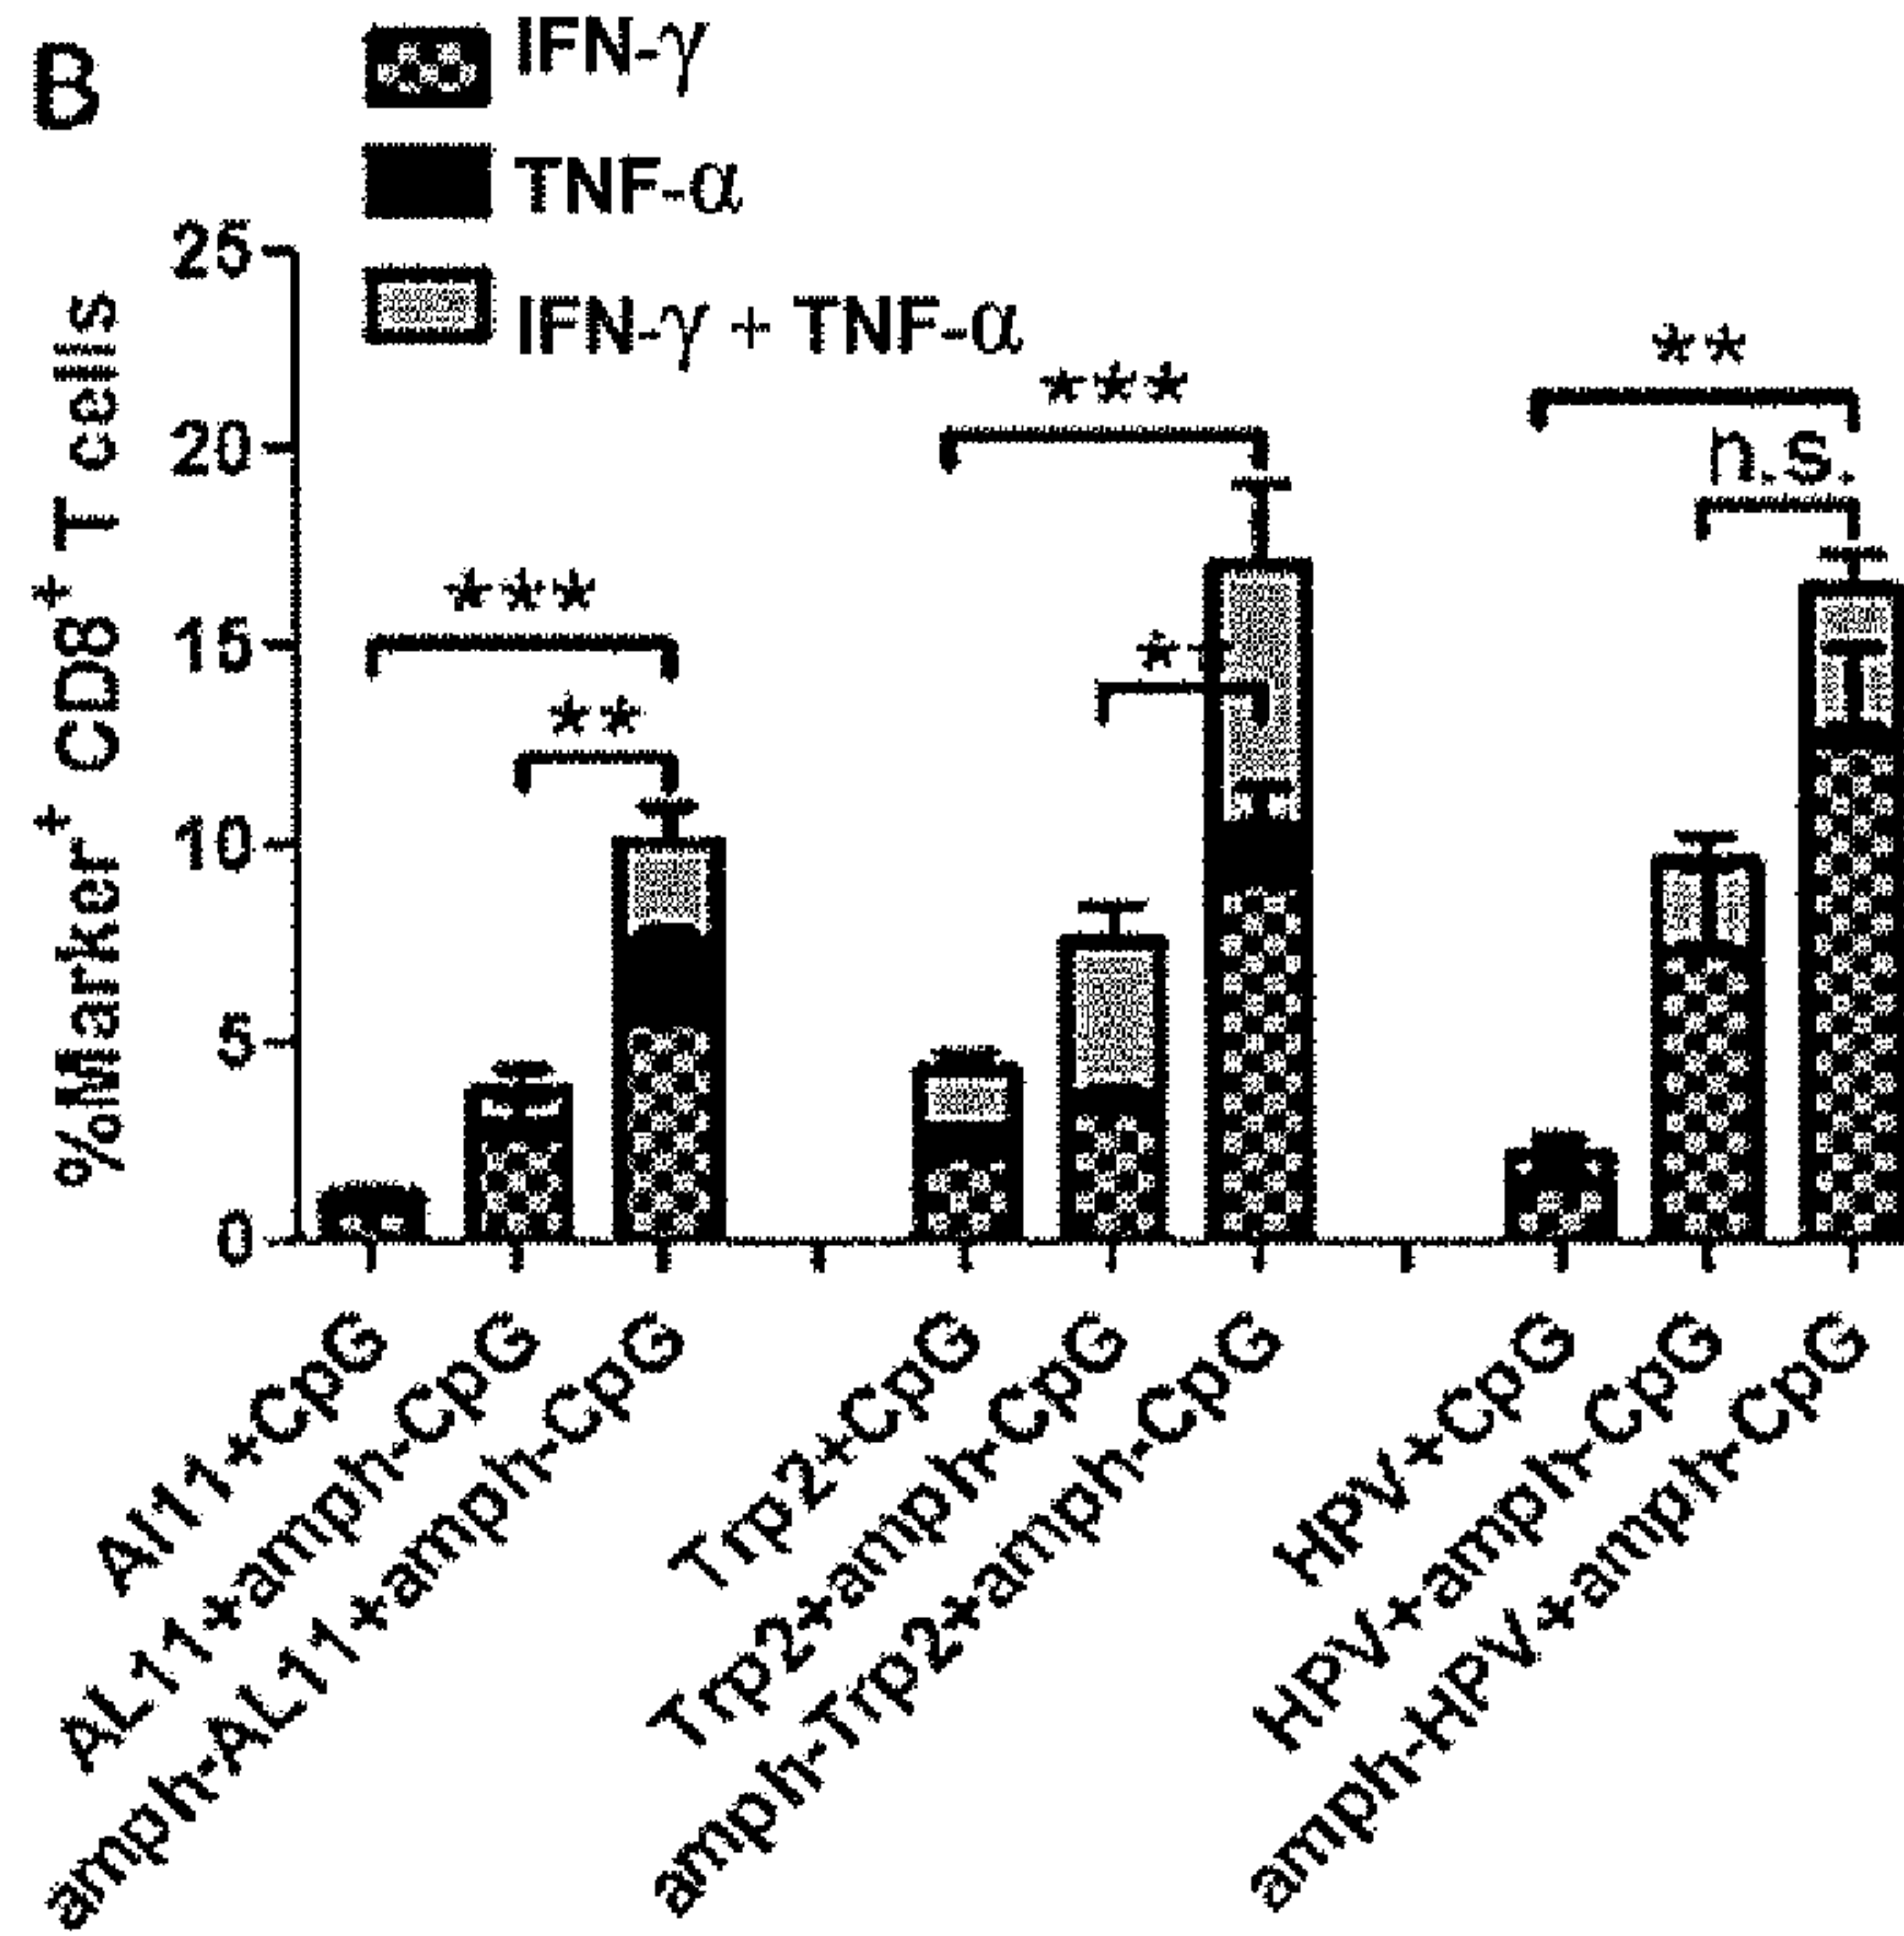 B
IFN-γ
TNF-α
IFN-γ + TNF-α
%Marker⁺ CD8⁺ T cells
25
20
15
10
5
0
***
**
***
*
**
n.s.
Al11+CpG
AL11+amph-CpG
amph-AL11+amph-CpG
Trp2+CpG
Trp2+amph-CpG
amph-Trp2+amph-CpG
HPV+CpG
HPV+amph-CpG
amph-HPV+amph-CpG